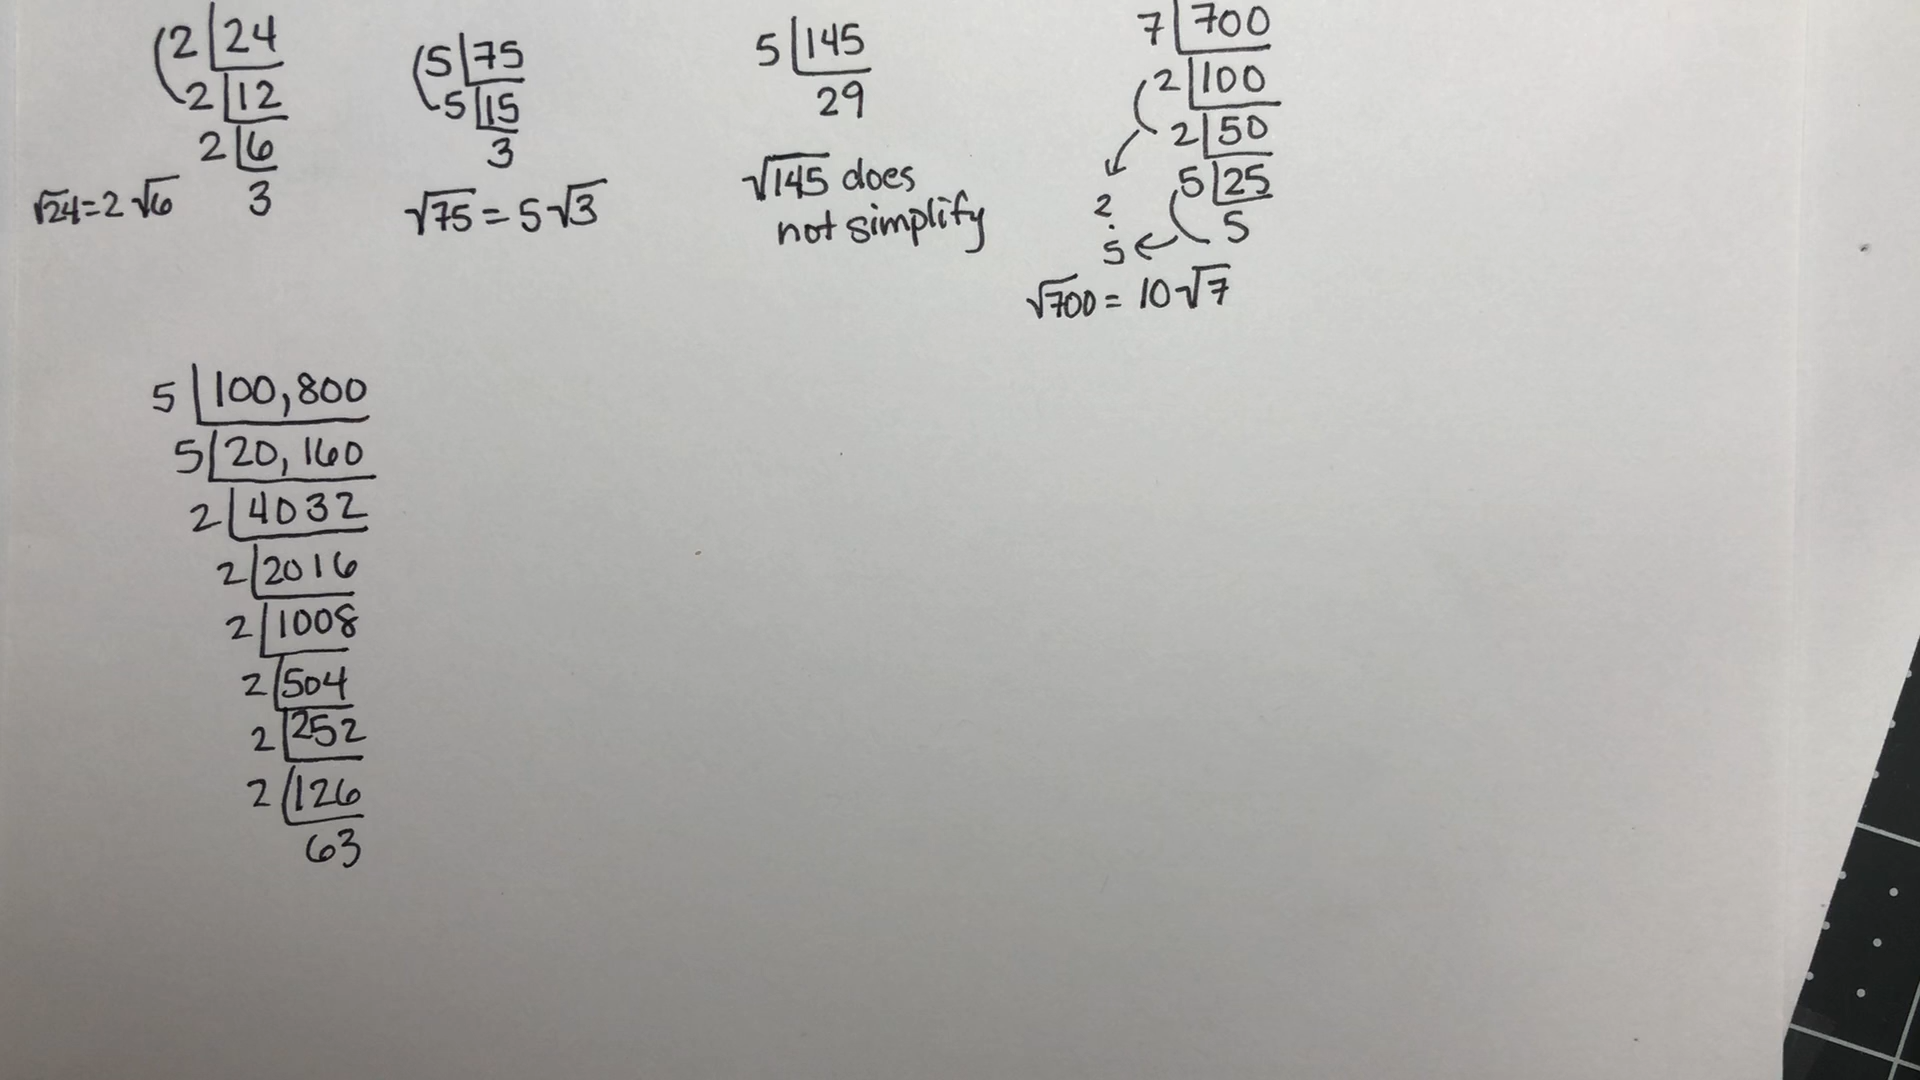 2 | 24
2 | 12
2 | 6
3
√24 = 2 √6
5 | 75
5 | 15
3
√75 = 5 √3
5 | 145
29
√145 does
not simplify
7 | 700
2 | 100
2 | 50
5 | 25
5
2
·
5
√700 = 10 √7
5 | 100,800
5 | 20,160
2 | 4032
2 | 2016
2 | 1008
2 | 504
2 | 252
2 | 126
63